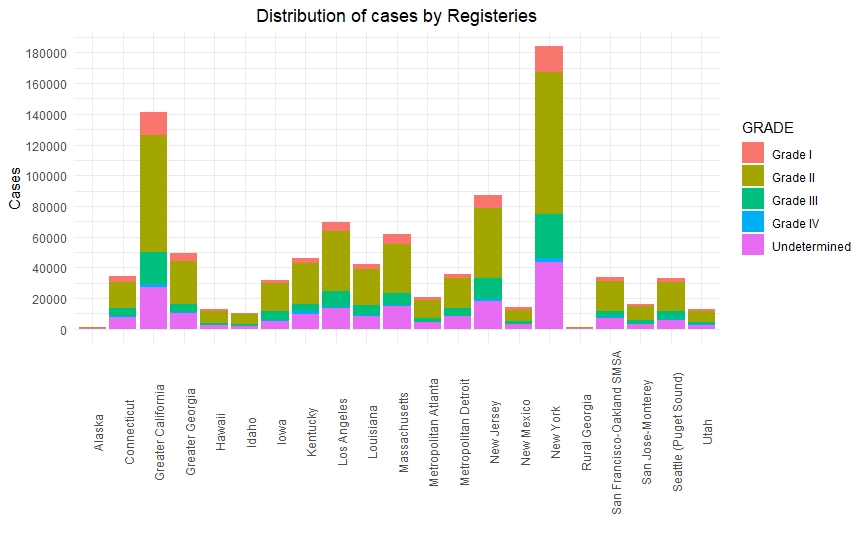 Distribution of cases by Registeries
Cases
180000
160000
140000
120000
100000
80000
60000
40000
20000
0
Alaska
Connecticut
Greater California
Greater Georgia
Hawaii
Idaho
Iowa
Kentucky
Los Angeles
Louisiana
Massachusetts
Metropolitan Atlanta
Metropolitan Detroit
New Jersey
New Mexico
New York
Rural Georgia
San Francisco-Oakland SMSA
San Jose-Monterey
Seattle (Puget Sound)
Utah
GRADE
Grade I
Grade II
Grade III
Grade IV
Undetermined